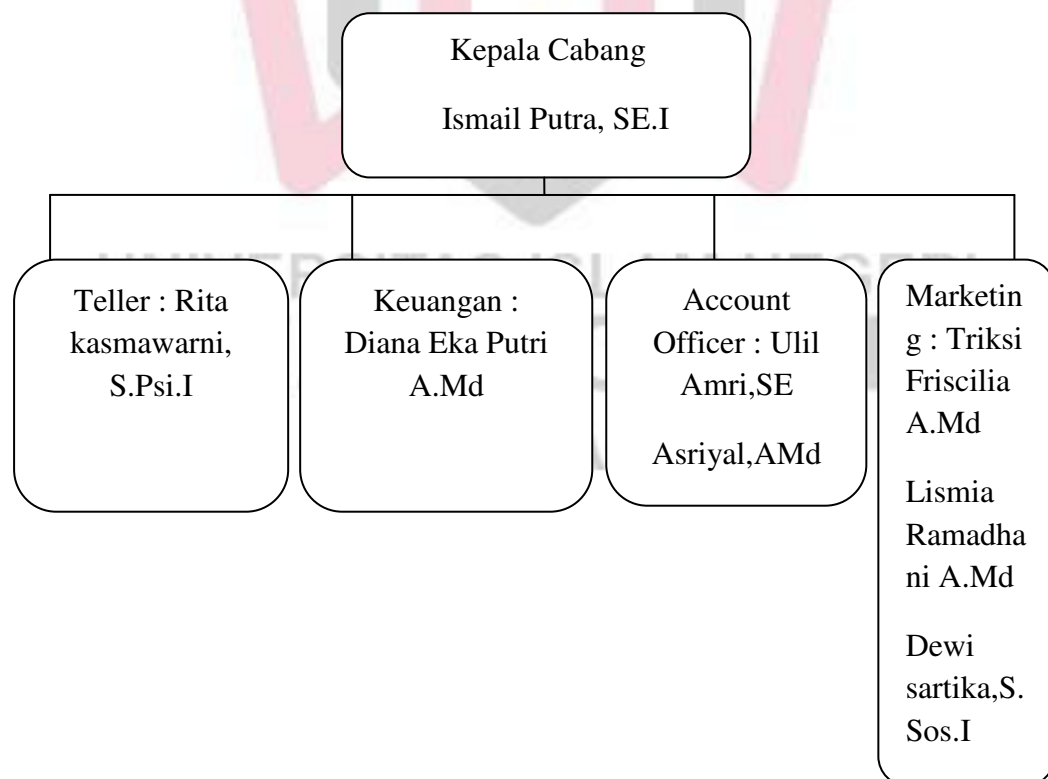 Kepala Cabang
Ismail Putra, SE.I
Teller : Rita
kasmawarni,
S.Psi.I
Keuangan :
Diana Eka Putri
A.Md
Account
Officer : Ulil
Amri,SE
Asriyal,AMd
Marketin
g : Triksi
Friscilia
A.Md
Lismia
Ramadha
ni A.Md
Dewi
sartika,S.
Sos.I